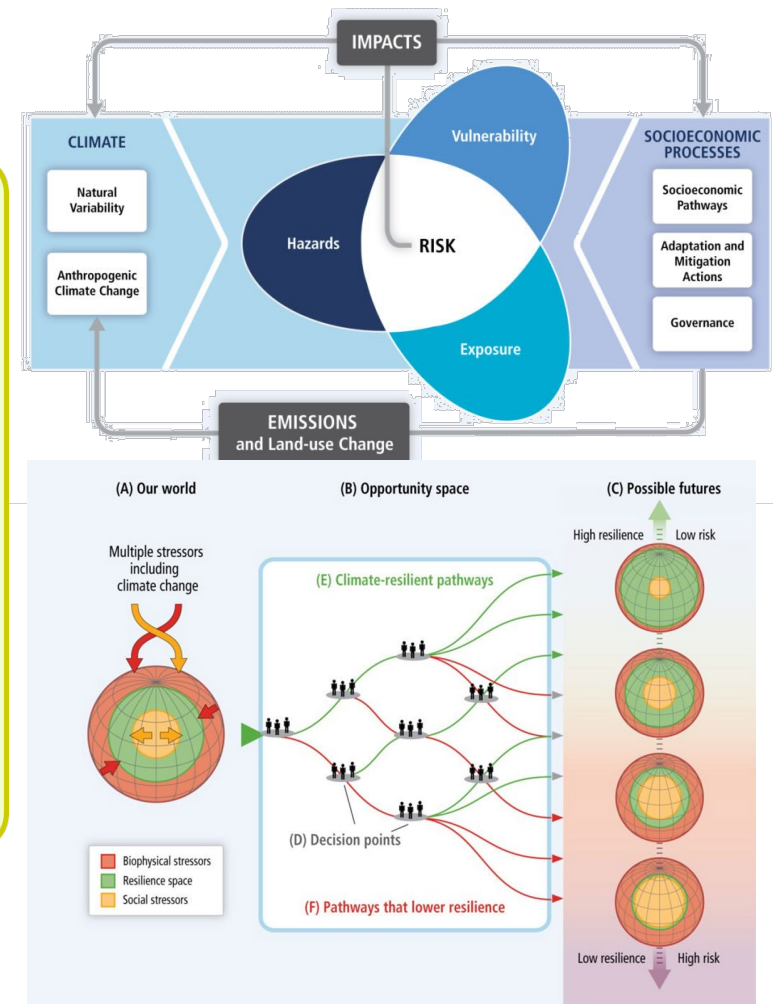 IMPACTS
CLIMATE
Natural
Variability
Anthropogenic
Climate Change
Vulnerability
Hazards
RISK
Exposure
SOCIOECONOMIC
PROCESSES
Socioeconomic
Pathways
Adaptation and
Mitigation
Actions
Governance
EMISSIONS
and Land-use Change
(A) Our world
(B) Opportunity space
(C) Possible futures
Multiple stressors
including
climate change
(E) Climate-resilient pathways
(D) Decision points
(F) Pathways that lower resilience
High resilience
Low risk
Low resilience
High risk
Biophysical stressors
Resilience space
Social stressors